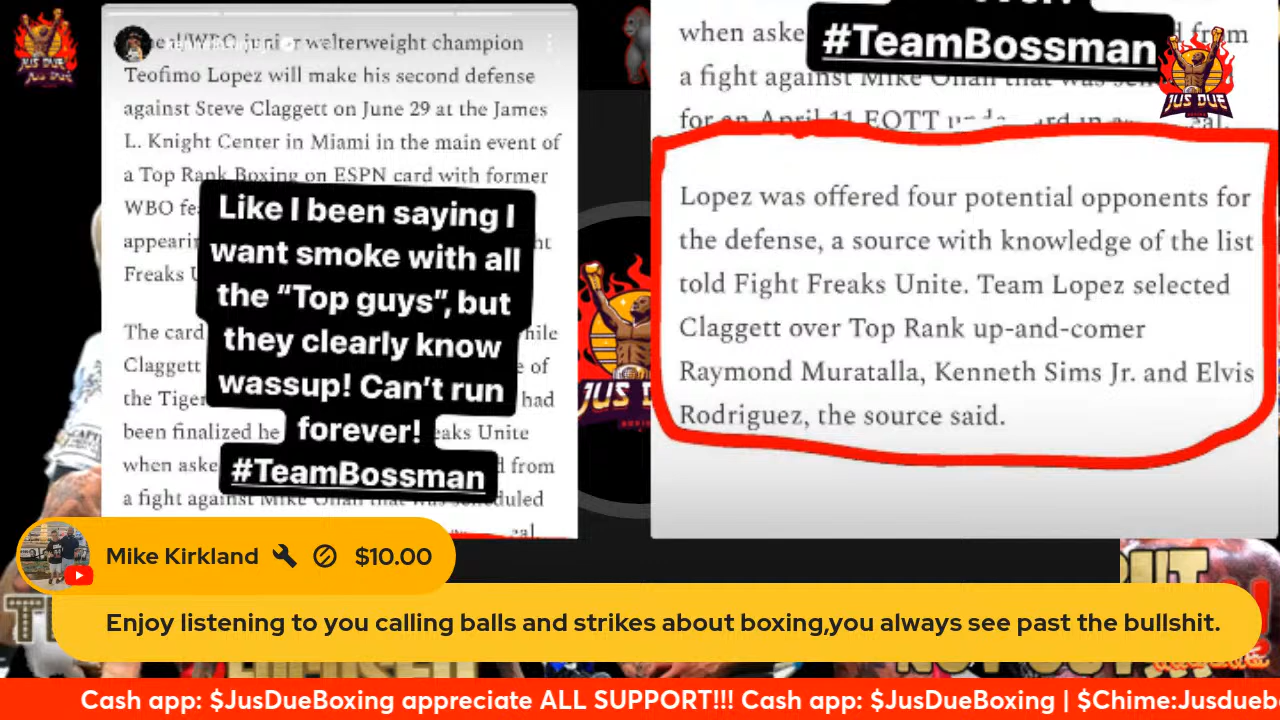 neal/WBO junior welterweight champion
Teofimo Lopez will make his second defense
against Steve Claggett on June 29 at the James
L. Knight Center in Miami in the main event of
a Top Rank Boxing on ESPN card with former
WBO
appearin
Freaks U
The card
Claggett
the Tiger
had
been finalized he
eaks Unite
when aske
d from
a fight against Mike Ohan that was scheduled
Like I been saying I
want smoke with all
the “Top guys”, but
they clearly know
wassup! Can’t run
forever!
#TeamBossman
#TeamBossman
when aske
from
a fight against Mike Ohan that was
for an April 11 EOTT
Lopez was offered four potential opponents for
the defense, a source with knowledge of the list
told Fight Freaks Unite. Team Lopez selected
Claggett over Top Rank up-and-comer
Raymond Muratalla, Kenneth Sims Jr. and Elvis
Rodriguez, the source said.
JUS DUE
JUS DUE
JUS D
Mike Kirkland $10.00
Enjoy listening to you calling balls and strikes about boxing,you always see past the bullshit.
Cash app: $JusDueBoxing appreciate ALL SUPPORT!!! Cash app: $JusDueBoxing | $Chime:Jusdueb